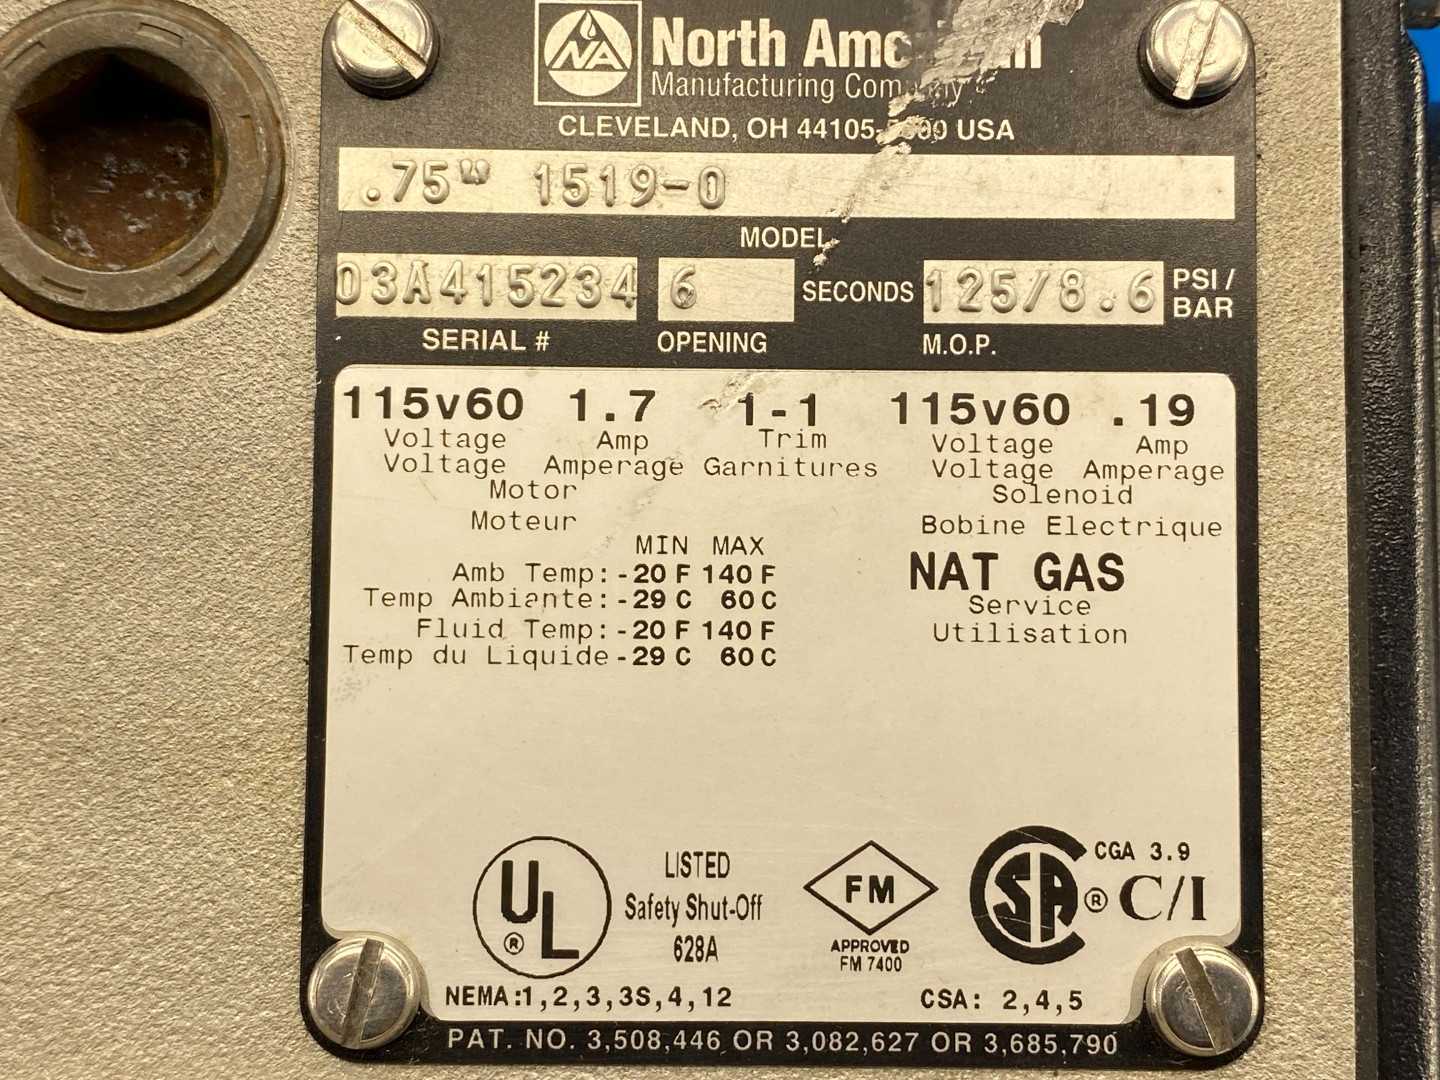 NA North
Manufacturing
CLEVELAND, OH 44105- USA
.75" 1519-0
MODEL
03A415234 6 SECONDS 125/8.6 PSI/BAR
SERIAL # OPENING M.O.P.
115v60 1.7 1-1 115v60 .19
Voltage Amp Trim Voltage Amp
Voltage Amperage Garnitures Voltage Amperage
Motor Solenoid
Moteur Bobine Electrique
MIN MAX
Amb Temp: -20 F 140 F
Temp Ambiante: -29 C 60 C
Fluid Temp: -20 F 140 F
Temp du Liquide -29 C 60 C
NAT GAS
Service
Utilisation
UL ®
LISTED
Safety Shut-Off
628A
FM
APPROVED
FM 7400
SA ®
CGA 3.9
C/I
NEMA:1,2,3,3S,4,12 CSA: 2,4,5
PAT. NO. 3,508,446 OR 3,082,627 OR 3,685,790